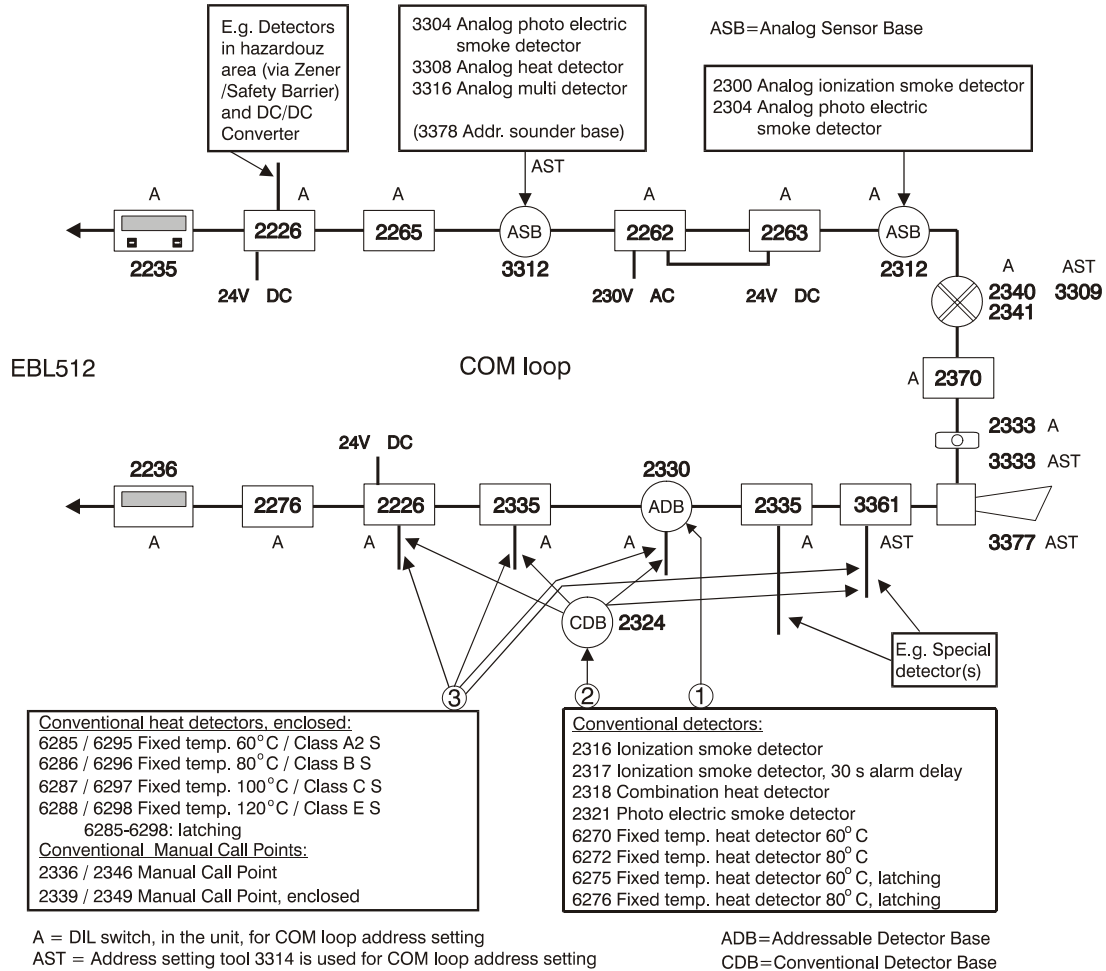 E.g. Detectors
in hazardouz
area (via Zener
/Safety Barrier)
and DC/DC
Converter
3304 Analog photo electric
smoke detector
3308 Analog heat detector
3316 Analog multi detector
(3378 Addr. sounder base)
ASB=Analog Sensor Base
2300 Analog ionization smoke detector
2304 Analog photo electric
smoke detector
AST
A A A A A A
2226 2265 ASB 2262 2263 ASB
2235 3312 2312
24V DC 230V AC 24V DC
A AST
2340 3309
2341
EBL512 COM loop
A 2370
2333 A
3333 AST
24V DC
2236 2330
2276 2226 2335 ADB 2335 3361
A A A A A A AST
3377 AST
CDB 2324
E.g. Special
detector(s)
3 2 1
Conventional heat detectors, enclosed:
6285 / 6295 Fixed temp. 60°C / Class A2 S
6286 / 6296 Fixed temp. 80°C / Class B S
6287 / 6297 Fixed temp. 100°C / Class C S
6288 / 6298 Fixed temp. 120°C / Class E S
6285-6298: latching
Conventional Manual Call Points:
2336 / 2346 Manual Call Point
2339 / 2349 Manual Call Point, enclosed
Conventional detectors:
2316 Ionization smoke detector
2317 Ionization smoke detector, 30 s alarm delay
2318 Combination heat detector
2321 Photo electric smoke detector
6270 Fixed temp. heat detector 60° C
6272 Fixed temp. heat detector 80° C
6275 Fixed temp. heat detector 60° C, latching
6276 Fixed temp. heat detector 80° C, latching
A = DIL switch, in the unit, for COM loop address setting
AST = Address setting tool 3314 is used for COM loop address setting
ADB=Addressable Detector Base
CDB=Conventional Detector Base